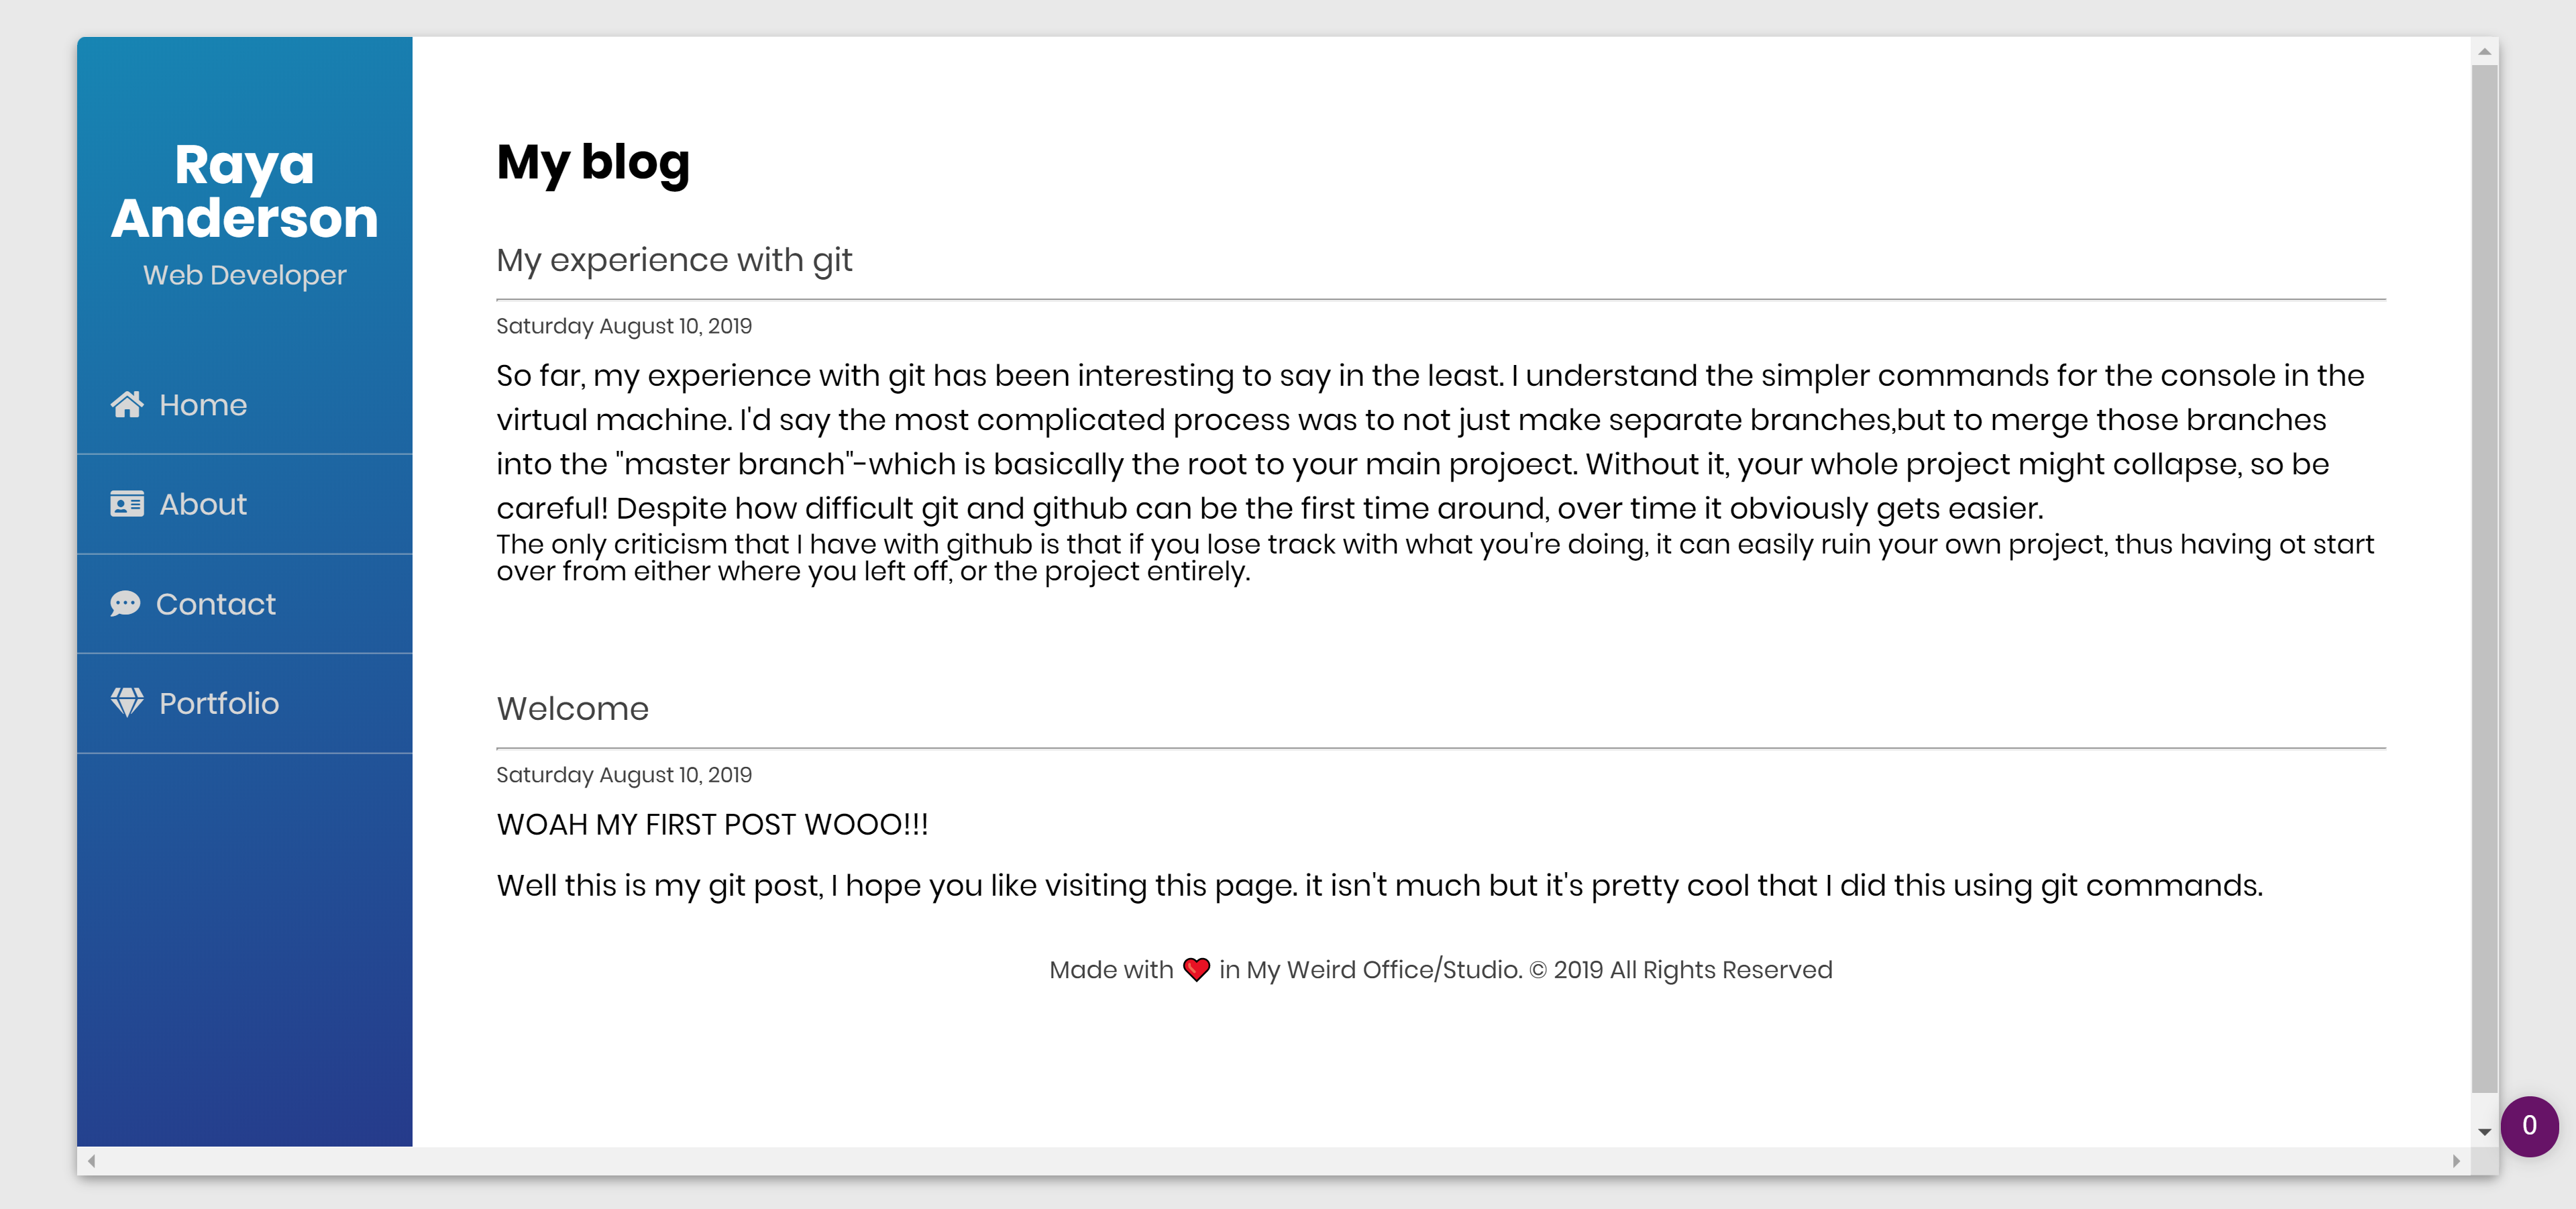 Raya
Anderson
Web Developer
Home
About
Contact
Portfolio
My blog
My experience with git
Saturday August 10, 2019
So far, my experience with git has been interesting to say in the least. I understand the simpler commands for the console in the
virtual machine. I'd say the most complicated process was to not just make separate branches,but to merge those branches
into the "master branch"-which is basically the root to your main projoect. Without it, your whole project might collapse, so be
careful! Despite how difficult git and github can be the first time around, over time it obviously gets easier.
The only criticism that I have with github is that if you lose track with what you're doing, it can easily ruin your own project, thus having ot start
over from either where you left off, or the project entirely.
Welcome
Saturday August 10, 2019
WOAH MY FIRST POST WOOO!!!
Well this is my git post, I hope you like visiting this page. it isn't much but it's pretty cool that I did this using git commands.
Made with ❤ in My Weird Office/Studio. © 2019 All Rights Reserved
0